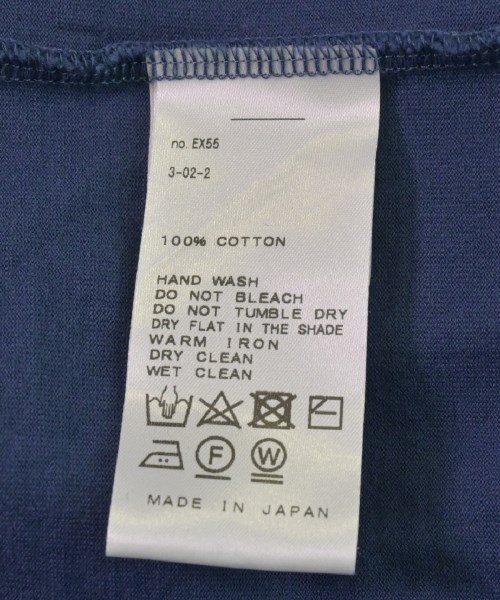 no. EX55
3-02-2
100% COTTON
HAND WASH
DO NOT BLEACH
DO NOT TUMBLE DRY
DRY FLAT IN THE SHADE
WARM IRON
DRY CLEAN
WET CLEAN
F W
MADE IN JAPAN